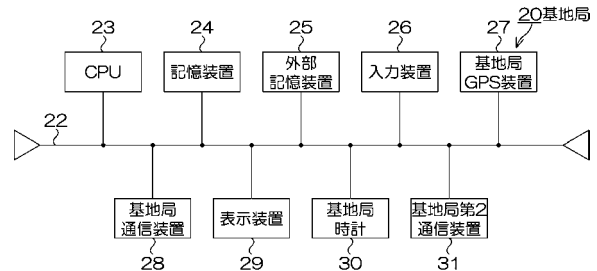 20基地局
23
24
25
26
27
CPU
記憶装置
外部
記憶装置
入力装置
基地局
GPS装置
22
基地局
通信装置
表示装置
基地局
時計
基地局第2
通信装置
28
29
30
31